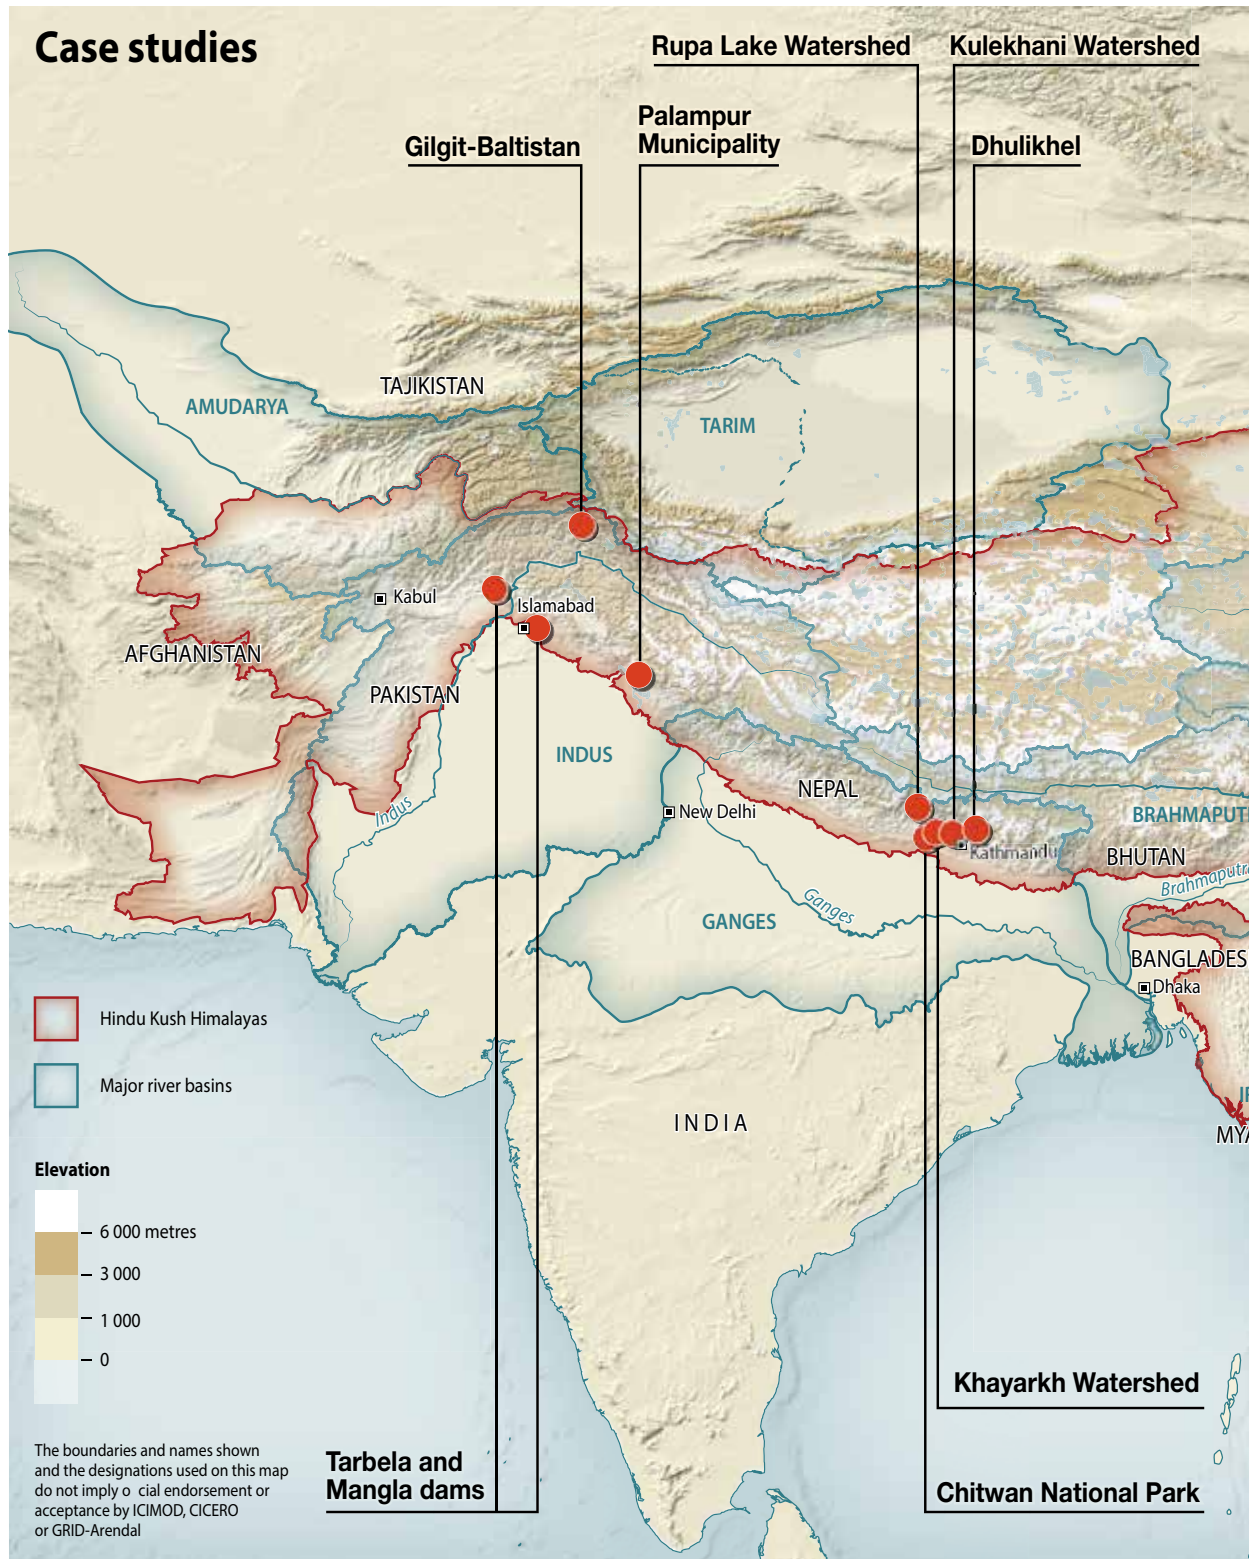 Case studies
Rupa Lake Watershed
Kulekhani Watershed
Palampur
Municipality
Gilgit-Baltistan
Dhulikhel
TAJIKISTAN
AMUDARYA
TARIM
Kabul
Islamabad
AFGHANISTAN
PAKISTAN
INDUS
NEPAL
Indus
New Delhi
BRAHMAPUT
Kathmandu
BHUTAN
Brahmaputra
Ganges
GANGES
BANGLADES
Dhaka
Hindu Kush Himalayas
Major river basins
INDIA
MYA
Elevation
6 000 metres
3 000
1 000
0
Khayarkh Watershed
The boundaries and names shown
and the designations used on this map
do not imply o cial endorsement or
acceptance by ICIMOD, CICERO
or GRID-Arendal
Tarbela and
Mangla dams
Chitwan National Park